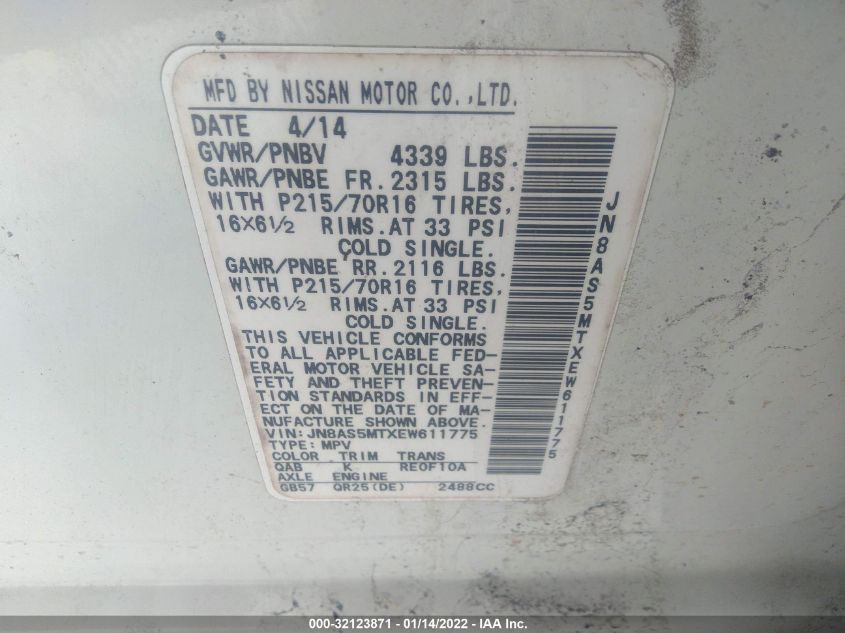 MFD BY NISSAN MOTOR CO.,LTD.
DATE 4/14
GVWR/PNBV 4339 LBS.
GAWR/PNBE FR.2315 LBS.
WITH P215/70R16 TIRES,
16X6½ RIMS.AT 33 PSI
COLD SINGLE.
GAWR/PNBE RR.2116 LBS.
WITH P215/70R16 TIRES,
16X6½ RIMS.AT 33 PSI
COLD SINGLE.
THIS VEHICLE CONFORMS
TO ALL APPLICABLE FED-
ERAL MOTOR VEHICLE SA-
FETY AND THEFT PREVEN-
TION STANDARDS IN EFF-
ECT ON THE DATE OF MA-
NUFACTURE SHOWN ABOVE.
VIN:JN8AS5MTXEW611775
TYPE:MPV
COLOR TRIM TRANS
QAB K RE0F10A
AXLE ENGINE
GB57 QR25(DE) 2488CC
JN8AS5MTXEW611775
000-32123871 - 01/14/2022 - IAA Inc.